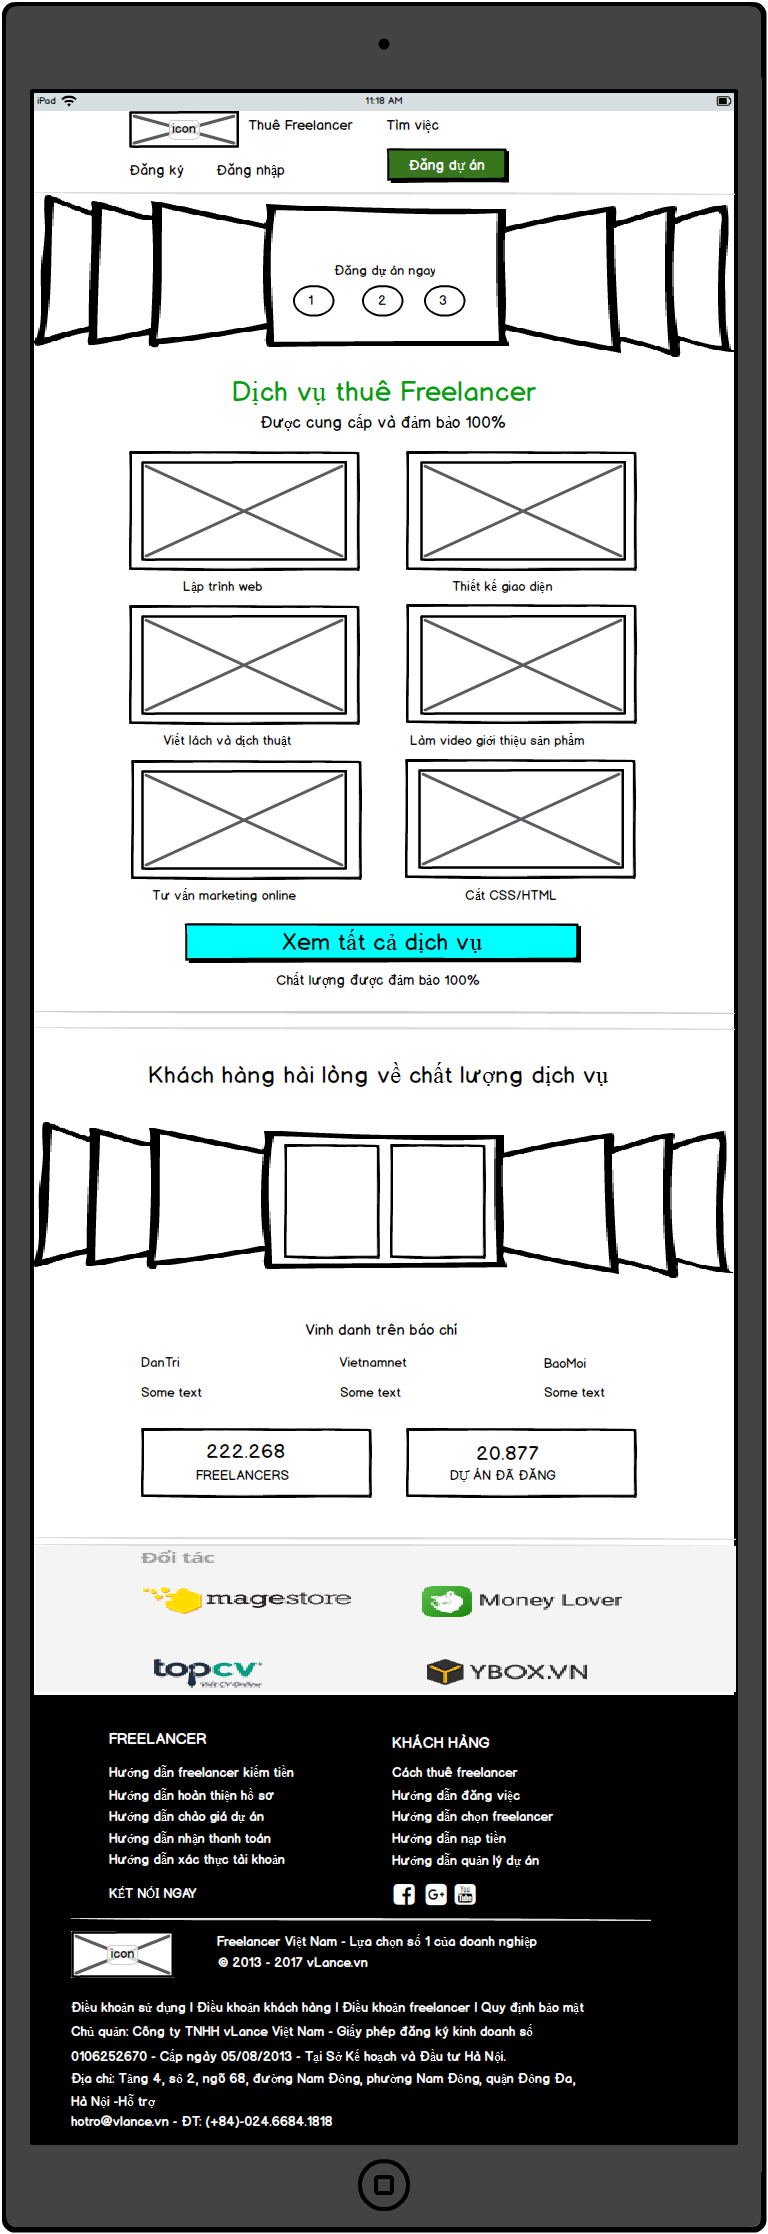 iPad 11:18 AM
icon Thuê Freelancer Tìm việc
Đăng ký Đăng nhập Đăng dự án
Đăng dự án ngay
1 2 3
Dịch vụ thuê Freelancer
Được cung cấp và đảm bảo 100%
Lập trình web Thiết kế giao diện
Viết lách và dịch thuật Làm video giới thiệu sản phẩm
Tư vấn marketing online Cắt CSS/HTML
Xem tất cả dịch vụ
Chất lượng được đảm bảo 100%
Khách hàng hài lòng về chất lượng dịch vụ
Vinh danh trên báo chí
DanTri Vietnamnet BaoMoi
Some text Some text Some text
222.268 20.877
FREELANCERS DỰ ÁN ĐÃ ĐĂNG
Đối tác
magestore Money Lover
topcv YBOX.VN
Viết CV Online
FREELANCER KHÁCH HÀNG
Hướng dẫn freelancer kiếm tiền Cách thuê freelancer
Hướng dẫn hoàn thiện hồ sơ Hướng dẫn đăng việc
Hướng dẫn chào giá dự án Hướng dẫn chọn freelancer
Hướng dẫn nhận thanh toán Hướng dẫn nạp tiền
Hướng dẫn xác thực tài khoản Hướng dẫn quản lý dự án
KẾT NỐI NGAY f G+ You Tube
icon Freelancer Việt Nam - Lựa chọn số 1 của doanh nghiệp
© 2013 - 2017 vLance.vn
Điều khoản sử dụng | Điều khoản khách hàng | Điều khoản freelancer | Quy định bảo mật
Chủ quản: Công ty TNHH vLance Việt Nam - Giấy phép đăng ký kinh doanh số
0106252670 - Cấp ngày 05/08/2013 - Tại Sở Kế hoạch và Đầu tư Hà Nội.
Địa chỉ: Tầng 4, số 2, ngõ 68, đường Nam Đồng, phường Nam Đồng, quận Đống Đa,
Hà Nội -Hỗ trợ
hotro@vlance.vn - ĐT: (+84)-024.6684.1818